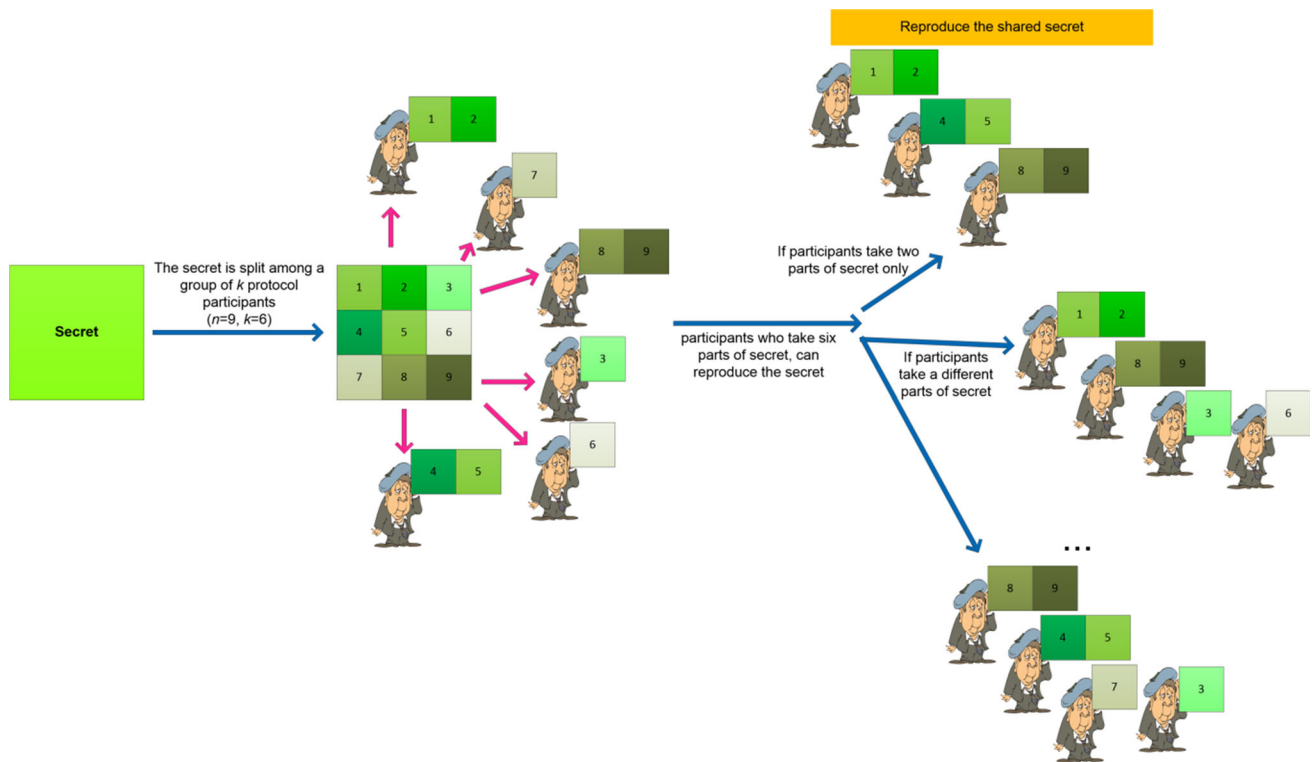 Reproduce the shared secret
1 2
4 5
8 9
1 2
7
8 9
3
6
4 5
Secret
The secret is split among a
group of k protocol
participants
(n=9, k=6)
1 2 3
4 5 6
7 8 9
participants who take six
parts of secret, can
reproduce the secret
If participants take two
parts of secret only
If participants
take a different
parts of secret
1 2
8 9
3 6
...
8 9
4 5
7 3